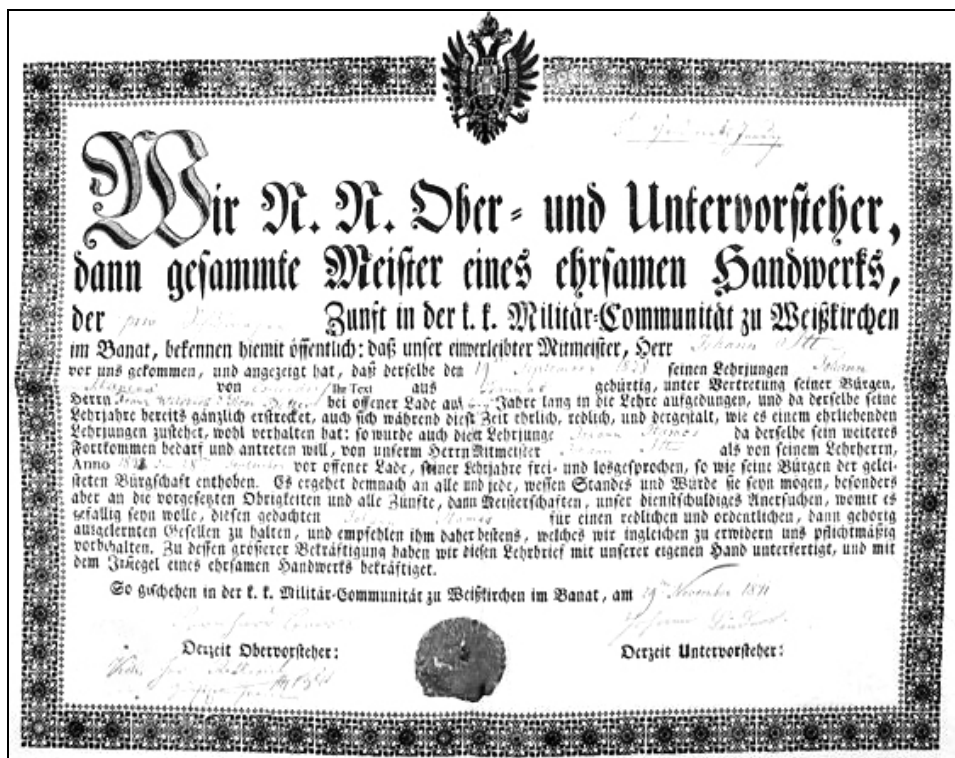 Wir N. N. Ober- und Untervorsteher,
dann gesammte Meister eines ehrsamen Handwerks,
der Zunft in der k. k. Militär-Communität zu Weißkirchen
im Banat, bekennen hiemit öffentlich: daß unser einverleibter Mitmeister, Herr Johann
vor uns gekommen, und angezeigt hat, daß derselbe den September seinen Lehrjungen Johann
von Ihr Text aus gebürtig, unter Vertretung seiner Bürgen,
Herrn bei offener Lade auf Jahre lang in die Lehre aufgedungen, und da derselbe seine
Lehrjahre bereits gänzlich erstrecket, auch sich während dieser Zeit ehrlich, redlich, und dergestalt, wie es einem ehrliebenden
Lehrjungen zustehet, wohl verhalten hat: so wurde auch dieser Lehrjunge da derselbe sein weiteres
Fortkommen bedarf und antreten will, von unserm Herrn Mitmeister als von seinem Lehrherrn,
Anno September vor offener Lade, seiner Lehrjahre frei- und losgesprochen, so wie seine Bürgen der gelei-
steten Bürgschaft enthoben. Es ergehet demnach an alle und jede, wessen Standes und Würde sie seyn mögen, besonders
aber an die vorgesetzten Obrigkeiten und alle Zünfte, dann Meisterschaften, unser dienstschuldiges Ansuchen, womit es
gefällig seyn wolle, diesen gedachten Johann für einen redlichen und ordentlichen, dann gehörig
ausgelernten Gesellen zu halten, und empfehlen ihm daher bestens, welches wir ingleichen zu erwidern uns pflichtmäßig
vorbehalten. Zu dessen größerer Bekräftigung haben wir diesen Lehrbrief mit unserer eigenen Hand unterfertigt, und mit
dem Insiegel eines ehrsamen Handwerks bekräftiget.
So geschehen in der k. k. Militär-Communität zu Weißkirchen im Banat, am November
Derzeit Obervorsteher: Derzeit Untervorsteher: